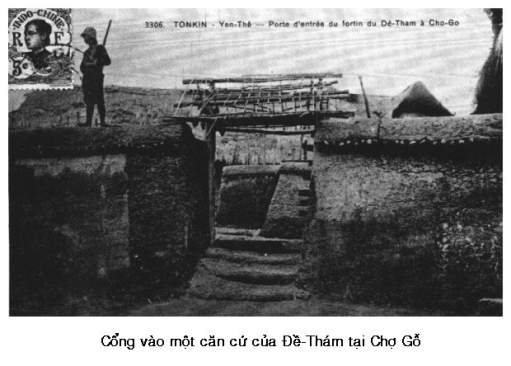 3306. TONKIN - Yen-Thê — Porte d'entrée du fortin du Dê-Tham à Cho-Go
INDO-CHINE
R F
Cổng vào một căn cứ của Đề-Thám tại Chợ Gỗ